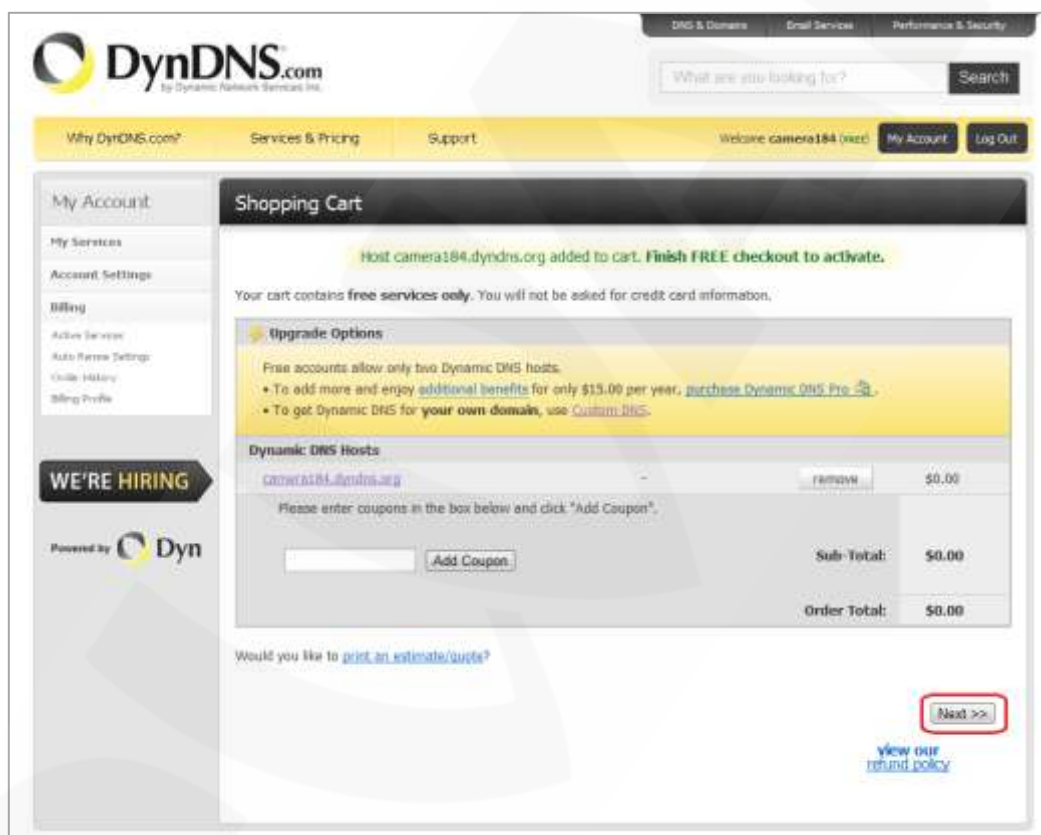 DNS & Domains Email Services Performance & Security
DynDNS.com
by Dynamic Network Services Inc.
What are you looking for? Search
Why DynDNS.com? Services & Pricing Support Welcome camera184 My Account Log Out
My Account
Shopping Cart
My Services
Host camera184.dyndns.org added to cart. Finish FREE checkout to activate.
Account Settings
Your cart contains free services only. You will not be asked for credit card information.
Billing
Active Services
Auto Renew Settings
Order History
Billing Profile
Upgrade Options
Free accounts allow only two Dynamic DNS hosts.
• To add more and enjoy additional benefits for only $15.00 per year, purchase Dynamic DNS Pro .
• To get Dynamic DNS for your own domain, use Custom DNS.
Dynamic DNS Hosts
camera184.dyndns.org - remove $0.00
Please enter coupons in the box below and click "Add Coupon".
Add Coupon Sub-Total: $0.00
Order Total: $0.00
WE'RE HIRING
Powered by Dyn
Would you like to print an estimate/quote?
Next >>
view our
refund policy